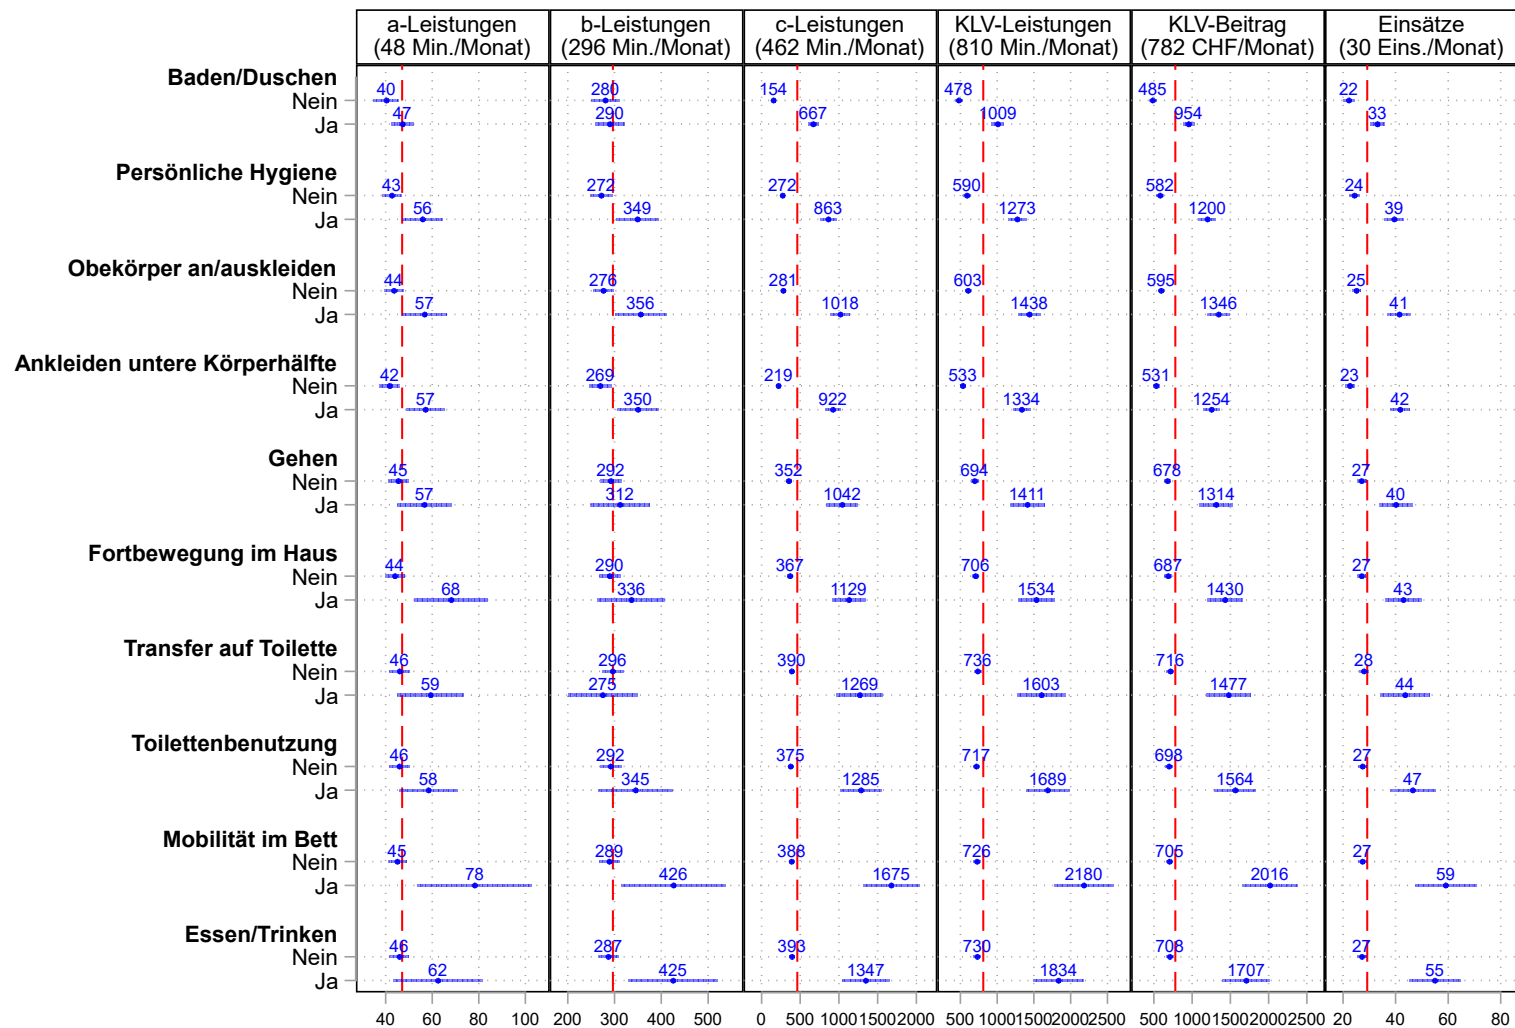 a-Leistungen (48 Min./Monat) b-Leistungen (296 Min./Monat) c-Leistungen (462 Min./Monat) KLV-Leistungen (810 Min./Monat) KLV-Beitrag (782 CHF/Monat) Einsätze (30 Eins./Monat)
Baden/Duschen
Nein 40 280 154 478 485 22
Ja 47 290 667 1009 954 33
Persönliche Hygiene
Nein 43 272 272 590 582 24
Ja 56 349 863 1273 1200 39
Obekörper an/auskleiden
Nein 44 276 281 603 595 25
Ja 57 356 1018 1438 1346 41
Ankleiden untere Körperhälfte
Nein 42 269 219 533 531 23
Ja 57 350 922 1334 1254 42
Gehen
Nein 45 292 352 694 678 27
Ja 57 312 1042 1411 1314 40
Fortbewegung im Haus
Nein 44 290 367 706 687 27
Ja 68 336 1129 1534 1430 43
Transfer auf Toilette
Nein 46 296 390 736 716 28
Ja 59 275 1269 1603 1477 44
Toilettenbenutzung
Nein 46 292 375 717 698 27
Ja 58 345 1285 1689 1564 47
Mobilität im Bett
Nein 45 289 388 726 705 27
Ja 78 426 1675 2180 2016 59
Essen/Trinken
Nein 46 287 393 730 708 27
Ja 62 425 1347 1834 1707 55
40 60 80 100 200 300 400 500 0 500 1000 1500 2000 500 1000 1500 2000 2500 500 1000 1500 2000 2500 20 40 60 80